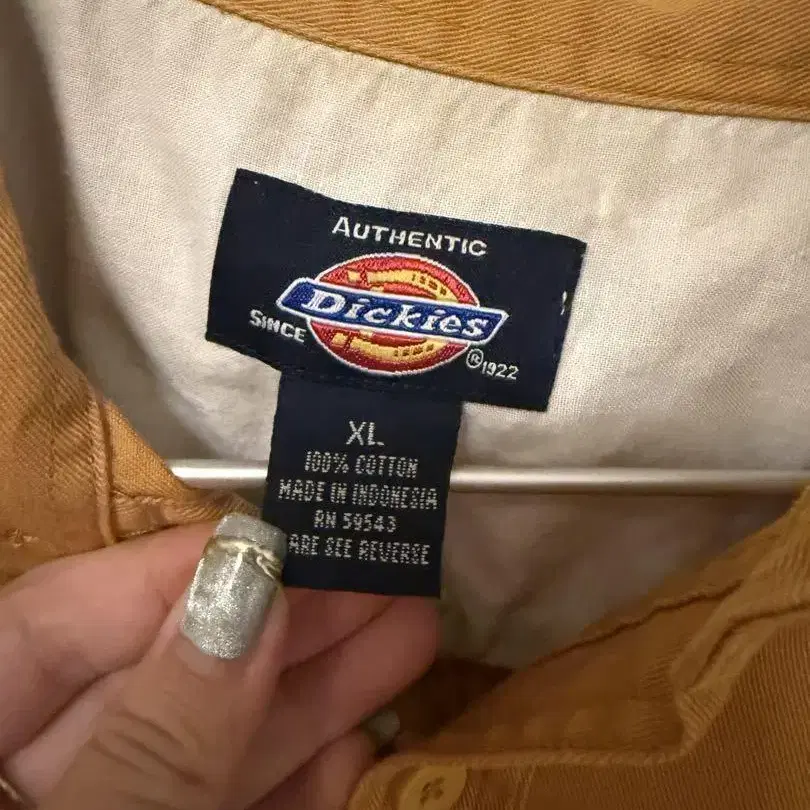 AUTHENTIC
Dickies
SINCE ®1922
XL
100% COTTON
MADE IN INDONESIA
RN 59543
ARE SEE REVERSE